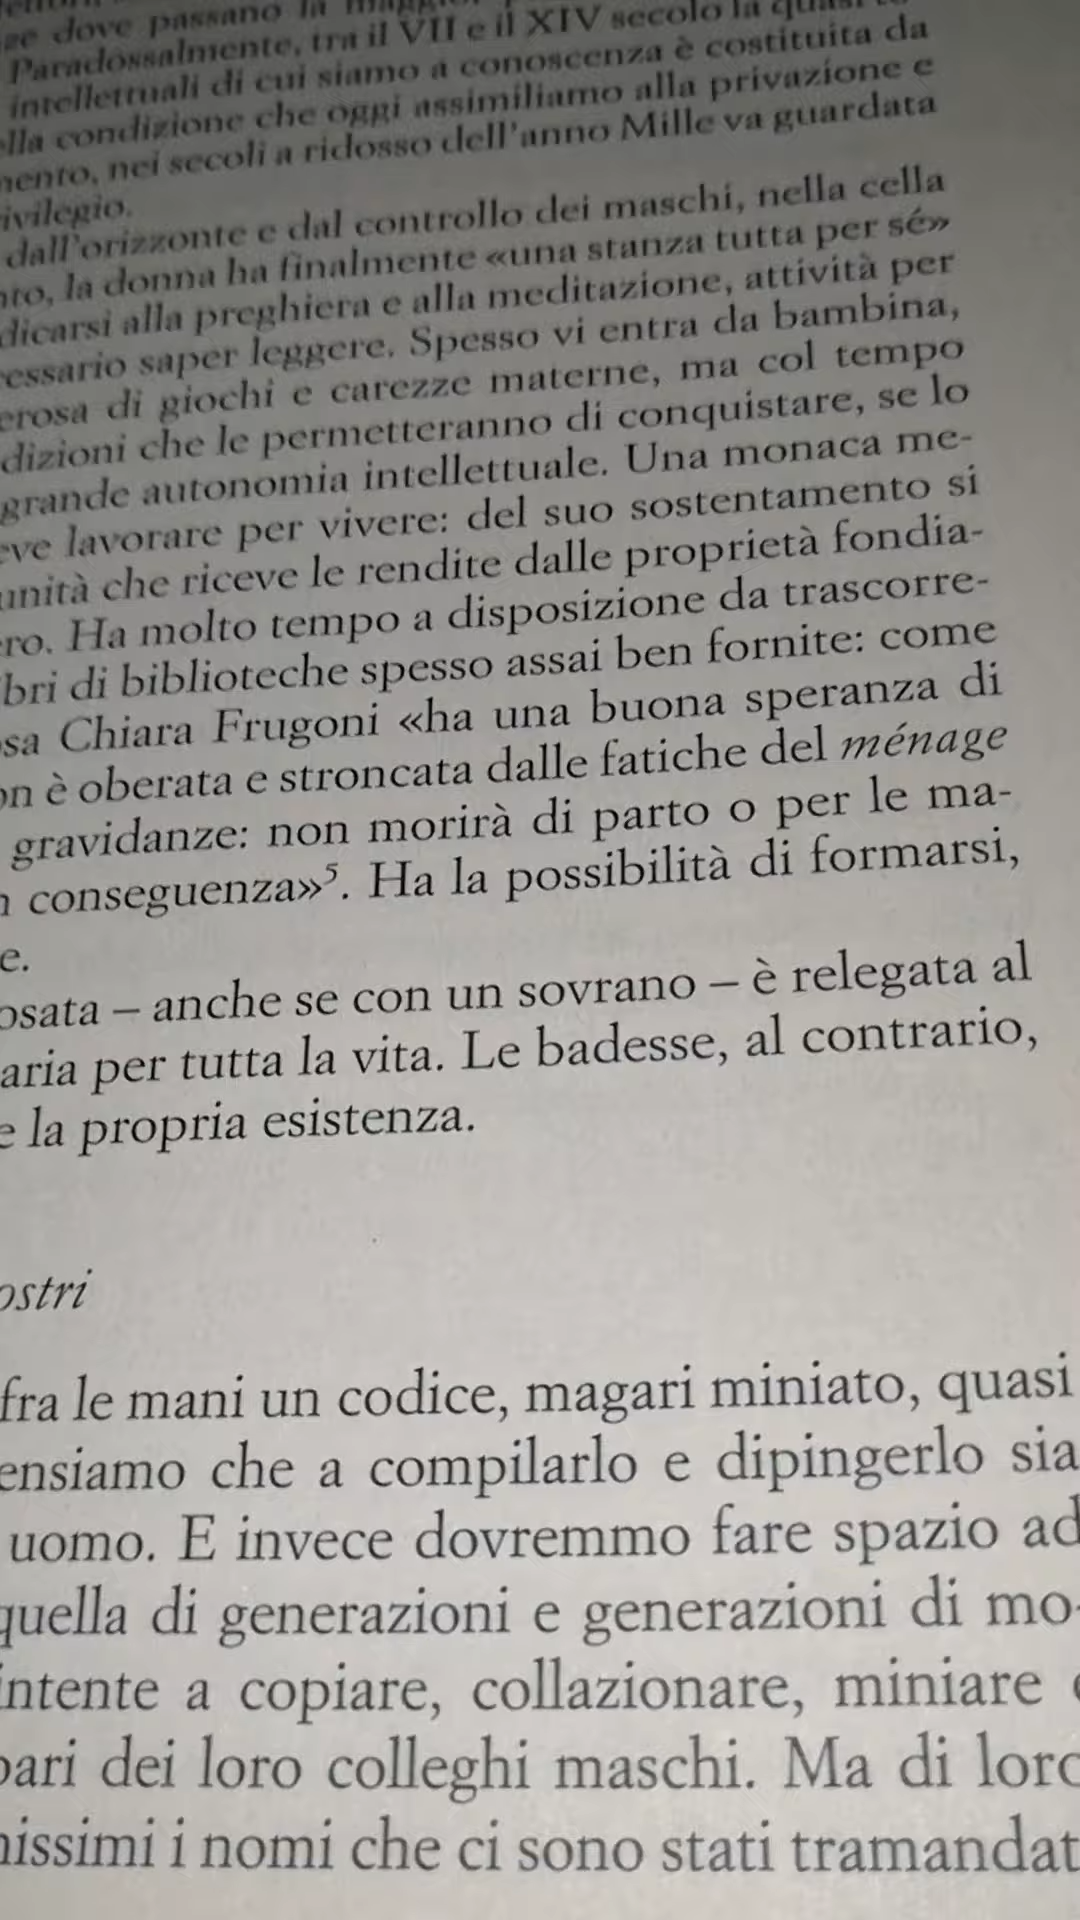 dove passano la
Paradossalmente, tra il VII e il XIV secolo la quasi
intellettuali di cui siamo a conoscenza è costituita da
condizione che oggi assimiliamo alla privazione e
nei secoli a ridosso dell'anno Mille va guardata
ivilegio.
dall'orizzonte e dal controllo dei maschi, nella cella
la donna ha finalmente «una stanza tutta per sé»
dicarsi alla preghiera e alla meditazione, attività per
essario saper leggere. Spesso vi entra da bambina,
erosa di giochi e carezze materne, ma col tempo
dizioni che le permetteranno di conquistare, se lo
grande autonomia intellettuale. Una monaca me-
eve lavorare per vivere: del suo sostentamento si
unità che riceve le rendite dalle proprietà fondia-
ro. Ha molto tempo a disposizione da trascorre-
bri di biblioteche spesso assai ben fornite: come
sa Chiara Frugoni «ha una buona speranza di
on è oberata e stroncata dalle fatiche del ménage
gravidanze: non morirà di parto o per le ma-
conseguenza»⁵. Ha la possibilità di formarsi,
e.
osata – anche se con un sovrano – è relegata al
aria per tutta la vita. Le badesse, al contrario,
e la propria esistenza.
ostri
fra le mani un codice, magari miniato, quasi
ensiamo che a compilarlo e dipingerlo sia
uomo. E invece dovremmo fare spazio ad
quella di generazioni e generazioni di mo-
intente a copiare, collazionare, miniare
pari dei loro colleghi maschi. Ma di loro
nissimi i nomi che ci sono stati tramandat